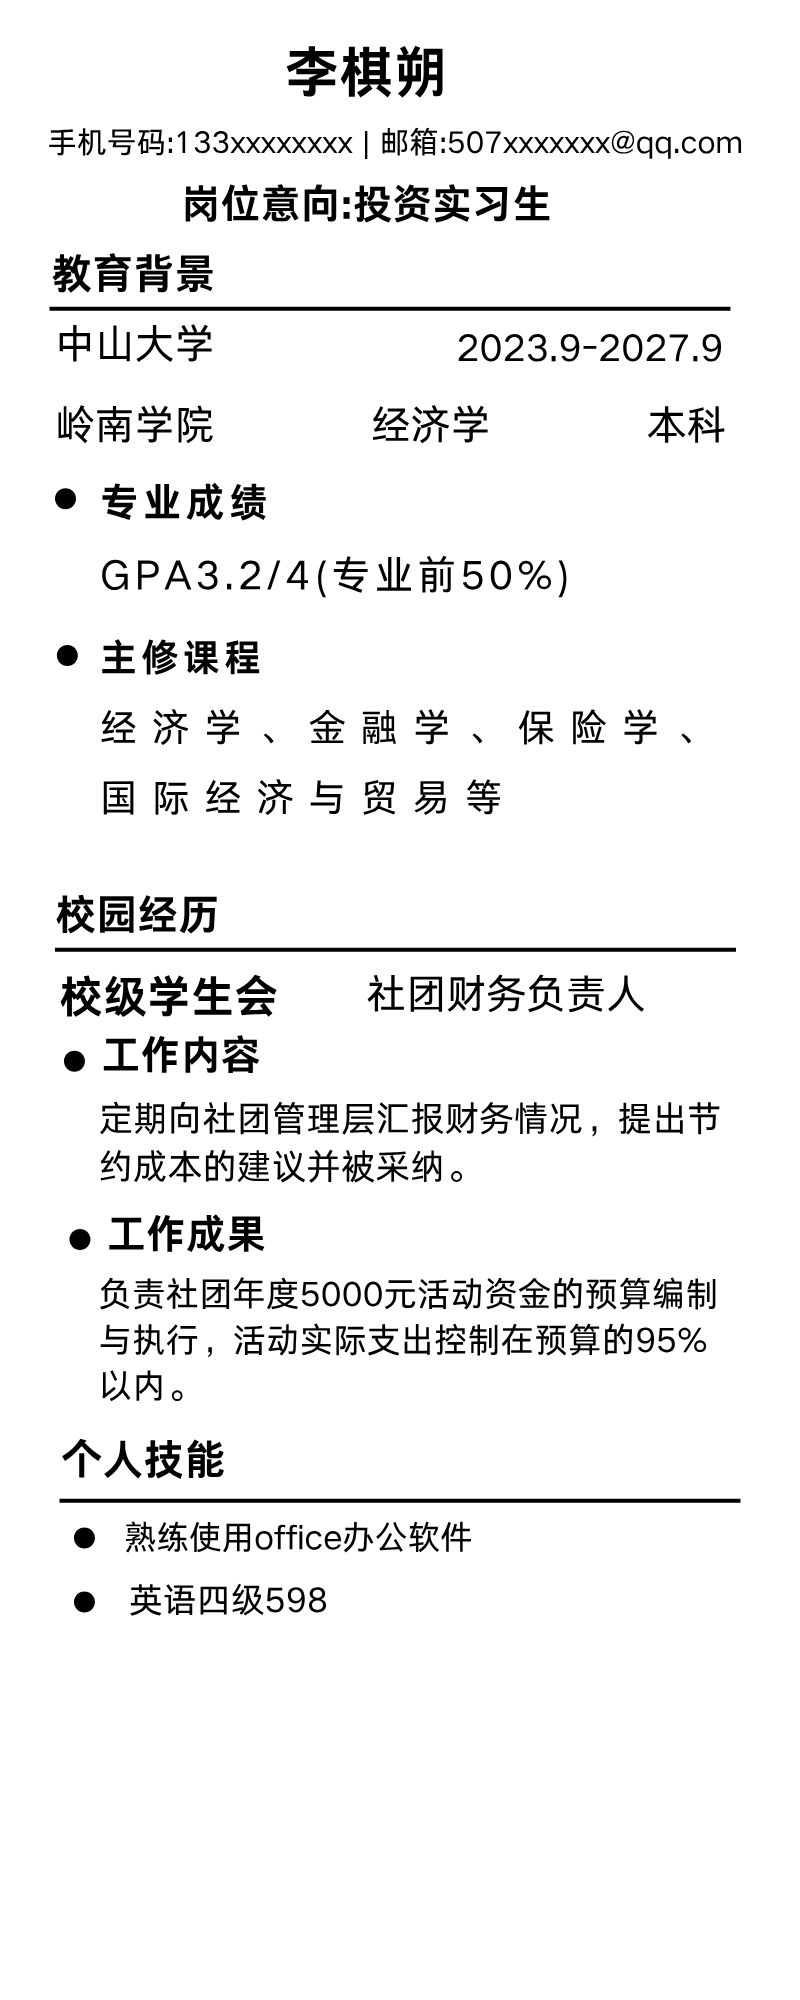 李棋朔
手机号码:133xxxxxxxx | 邮箱:507xxxxxxx@qq.com
岗位意向:投资实习生
教育背景
中山大学 2023.9-2027.9
岭南学院 经济学 本科
● 专业成绩
GPA3.2/4(专业前50%)
● 主修课程
经济学、金融学、保险学、
国际经济与贸易等
校园经历
校级学生会 社团财务负责人
● 工作内容
定期向社团管理层汇报财务情况，提出节
约成本的建议并被采纳。
● 工作成果
负责社团年度5000元活动资金的预算编制
与执行，活动实际支出控制在预算的95%
以内。
个人技能
● 熟练使用office办公软件
● 英语四级598